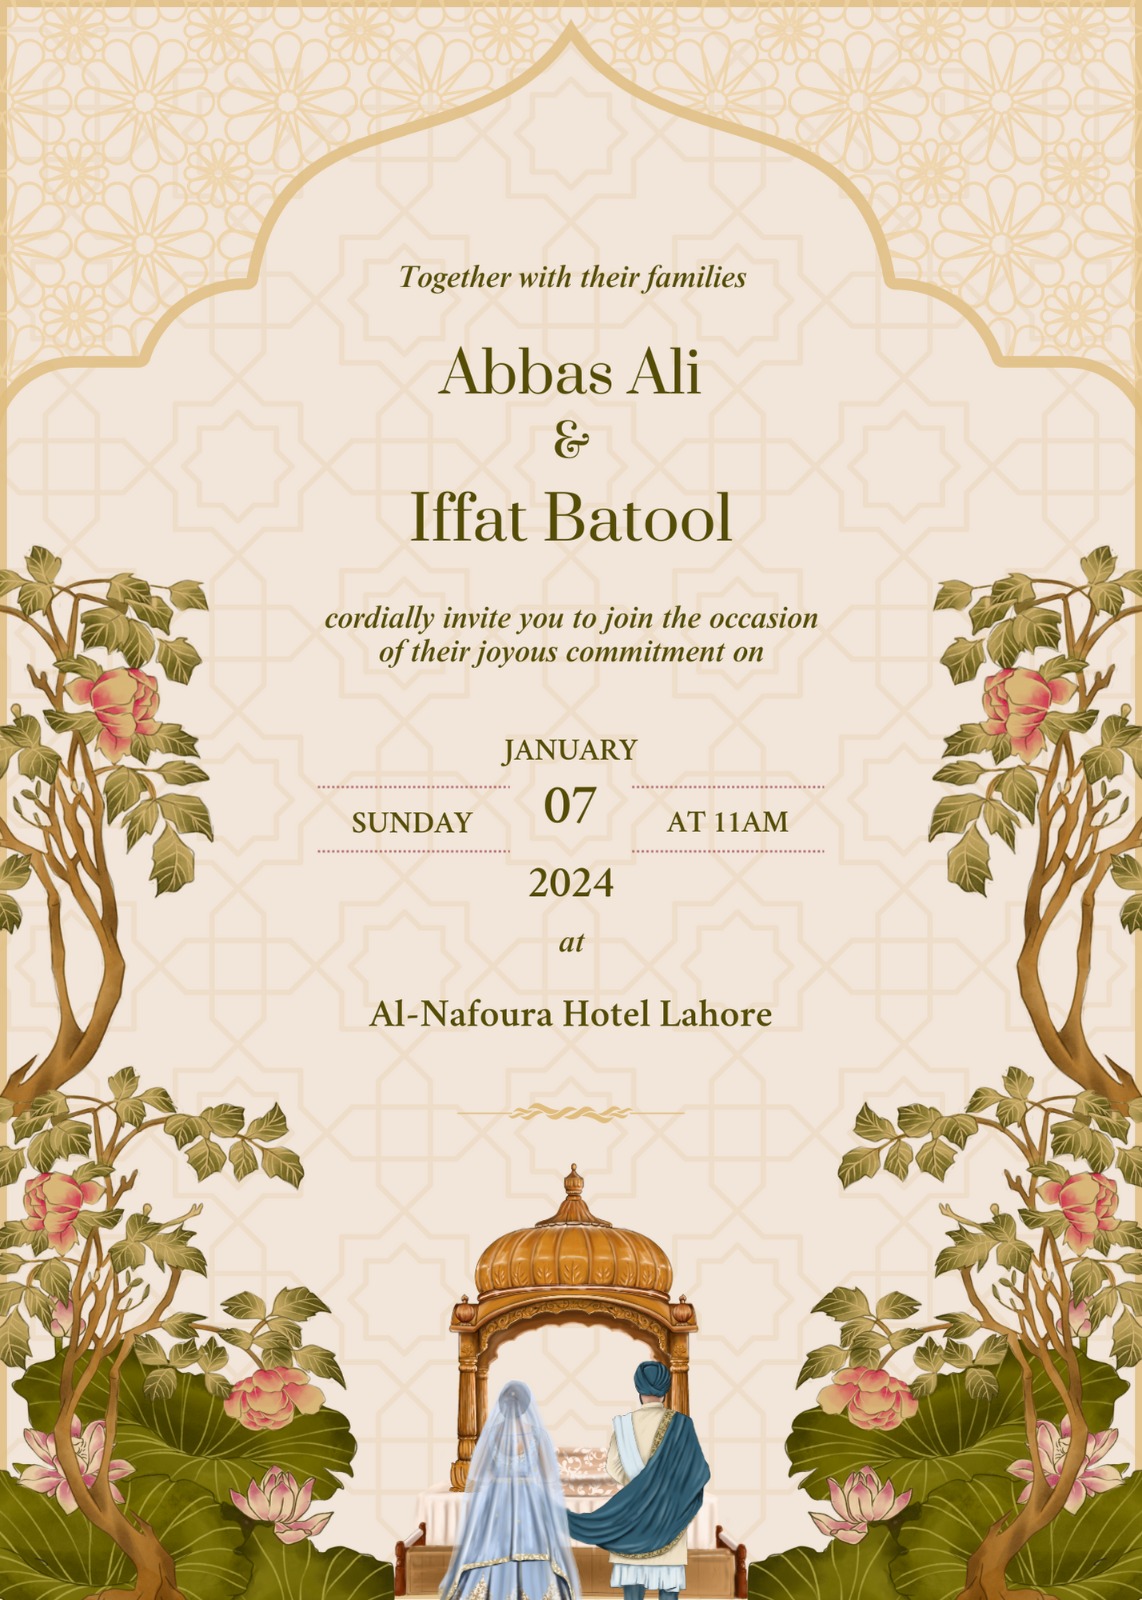 Together with their families
Abbas Ali
&
Iffat Batool
cordially invite you to join the occasion
of their joyous commitment on
JANUARY
SUNDAY 07 AT 11AM
2024
at
Al-Nafoura Hotel Lahore